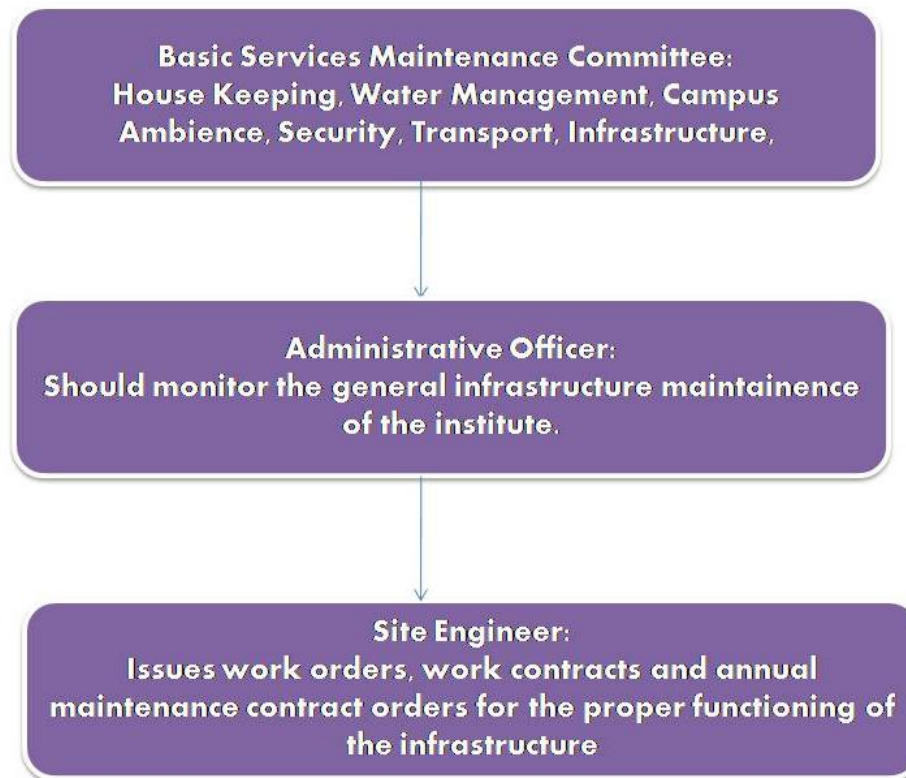 Basic Services Maintenance Committee:
House Keeping, Water Management, Campus
Ambience, Security, Transport, Infrastructure,
Administrative Officer:
Should monitor the general infrastructure maintainence
of the institute.
Site Engineer:
Issues work orders, work contracts and annual
maintenance contract orders for the proper functioning of
the infrastructure